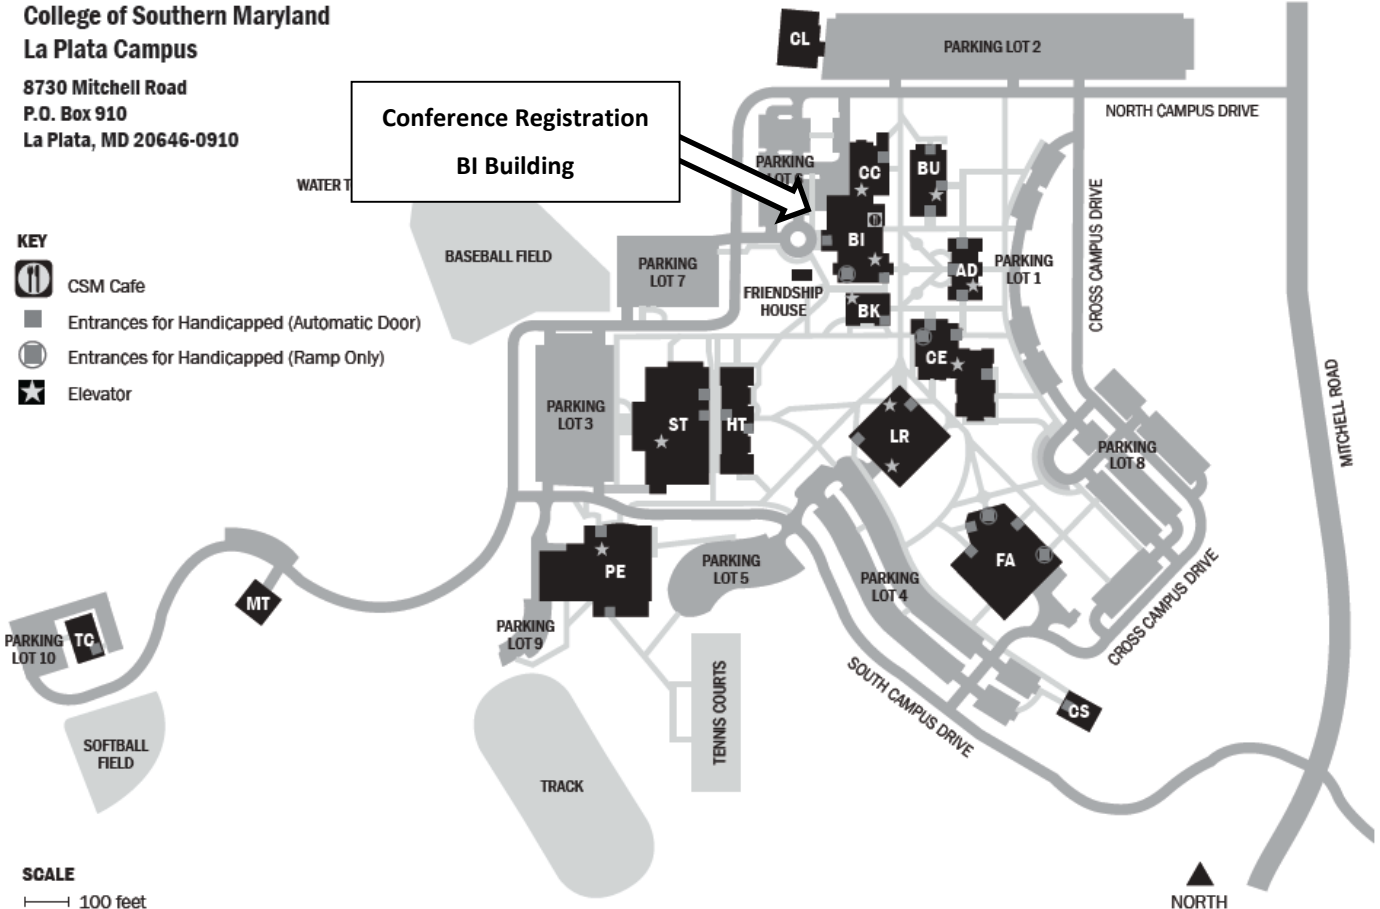 College of Southern Maryland
La Plata Campus
8730 Mitchell Road
P.O. Box 910
La Plata, MD 20646-0910
Conference Registration
BI Building
CL
PARKING LOT 2
NORTH CAMPUS DRIVE
WATER T
PARKING
LOT 6
CC
BU
CROSS CAMPUS DRIVE
KEY
CSM Cafe
Entrances for Handicapped (Automatic Door)
Entrances for Handicapped (Ramp Only)
Elevator
BASEBALL FIELD
PARKING
LOT 7
BI
AD
PARKING
LOT 1
FRIENDSHIP
HOUSE
BK
CE
MITCHELL ROAD
PARKING
LOT 3
ST
HT
LR
PARKING
LOT 8
PE
PARKING
LOT 5
PARKING
LOT 4
FA
CROSS CAMPUS DRIVE
MT
PARKING
LOT 10
TC
PARKING
LOT 9
SOUTH CAMPUS DRIVE
CS
TENNIS COURTS
SOFTBALL
FIELD
TRACK
SCALE
100 feet
NORTH